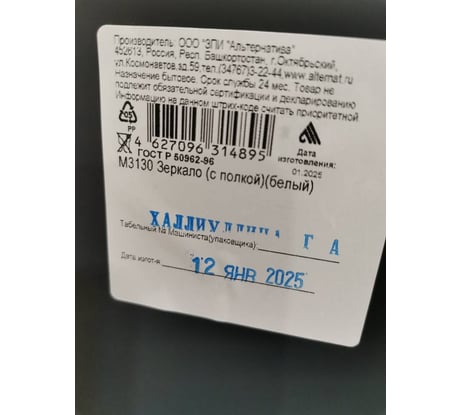 Производитель: ООО "ЗПИ "Альтернатива"
452613, Россия, Респ. Башкортостан, г.Октябрьский,
ул.Космонавтов,зд.59,тел.(34767)3-22-44,www.alternat.ru
Назначение бытовое. Срок службы 24 мес. Товар не
подлежит обязательной сертификации и декларированию
Информацию на данном штрих-коде считать приоритетной
05
PP
4 627096 314895
Дата
изготовления:
01.2025
ГОСТ Р 50962-96
М3130 Зеркало (с полкой)(белый)
Г А
Табельный № Машиниста(упаковщика):
Дата изгот-я
12 ЯНВ 2025